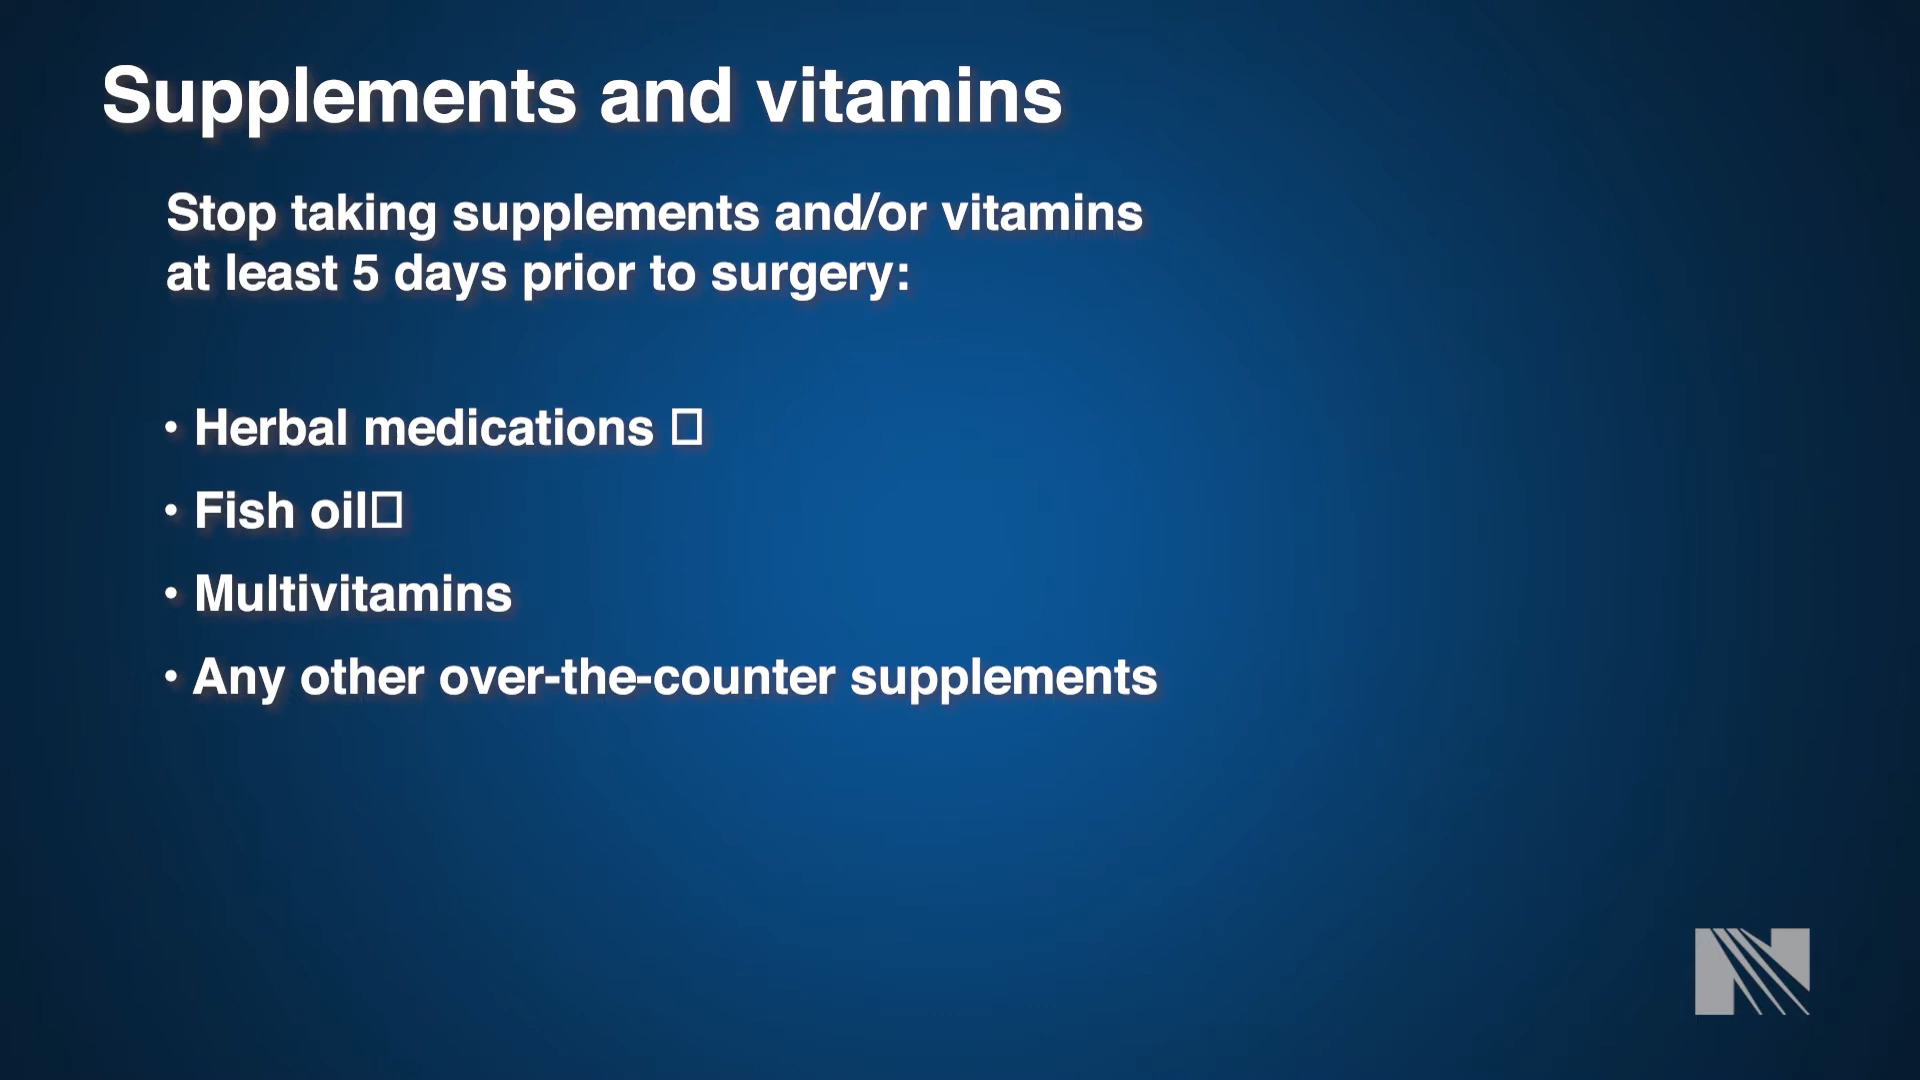 Supplements and vitamins
Stop taking supplements and/or vitamins
at least 5 days prior to surgery:
• Herbal medications □
• Fish oil□
• Multivitamins
• Any other over-the-counter supplements